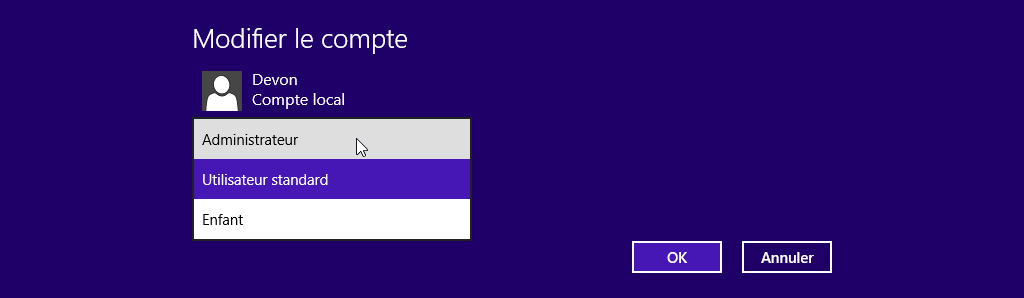 Modifier le compte
Devon
Compte local
Administrateur
Utilisateur standard
Enfant
OK
Annuler